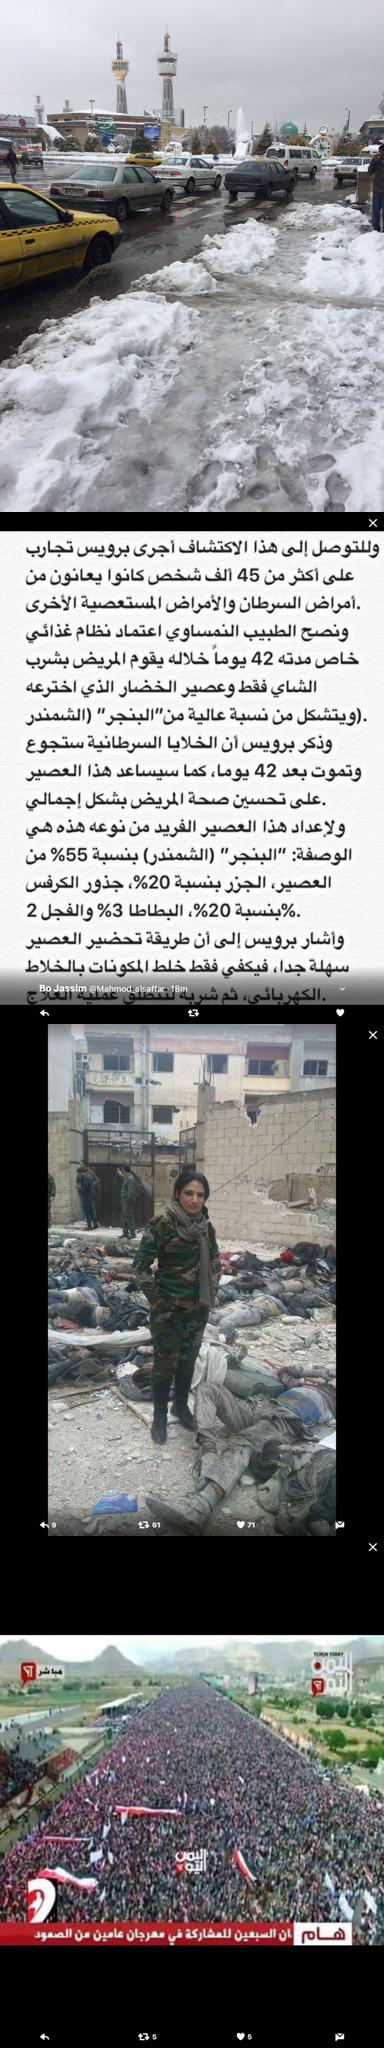 وللتوصل إلى هذا الاكتشاف أجرى برويس تجارب
على أكثر من 45 ألف شخص كانوا يعانون من
أمراض السرطان والأمراض المستعصية الأخرى.
ونصح الطبيب النمساوي اعتماد نظام غذائي
خاص مدته 42 يوماً خلاله يقوم المريض بشرب
الشاي فقط وعصير الخضار الذي اخترعه
(ويتشكل من نسبة عالية من"البنجر" (الشمندر.
وذكر برويس أن الخلايا السرطانية ستجوع
وتموت بعد 42 يوما، كما سيساعد هذا العصير
على تحسين صحة المريض بشكل إجمالي.
ولإعداد هذا العصير الفريد من نوعه هذه هي
الوصفة: "البنجر" (الشمندر) بنسبة 55% من
العصير، الجزر بنسبة 20%، جذور الكرفس
بنسبة 20%، البطاطا 3% والفجل 2%.
وأشار برويس إلى أن طريقة تحضير العصير
سهلة جدا، فيكفي فقط خلط المكونات بالخلاط
الكهربائي، ثم شربه لتنطلق عملية العلاج.
Bo Jassim @Mahmod_alsaffar · 18m
9 61 71
مباشر
YEMEN TODAY
اليمن اليوم
هـام
ان السبعين للمشاركة في مهرجان عامين من الصمود
5 5